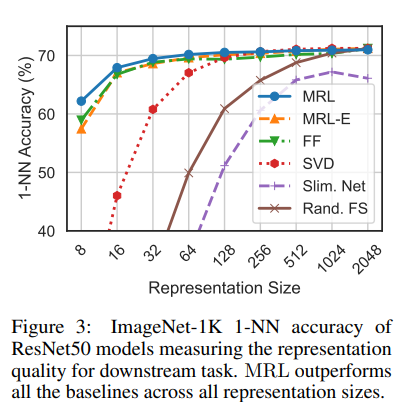 70
60
50
40
1-NN Accuracy (%)
MRL
MRL-E
FF
SVD
Slim. Net
Rand. FS
8 16 32 64 128 256 512 1024 2048
Representation Size
Figure 3: ImageNet-1K 1-NN accuracy of
ResNet50 models measuring the representation
quality for downstream task. MRL outperforms
all the baselines across all representation sizes.